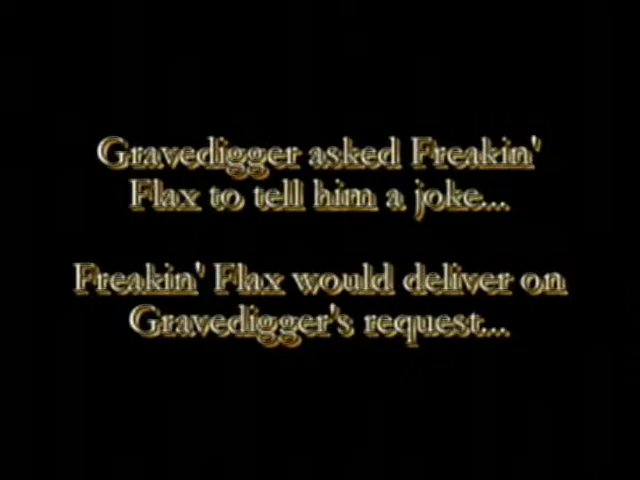 Gravedigger asked Freakin'
Flax to tell him a joke...
Freakin' Flax would deliver on
Gravedigger's request...